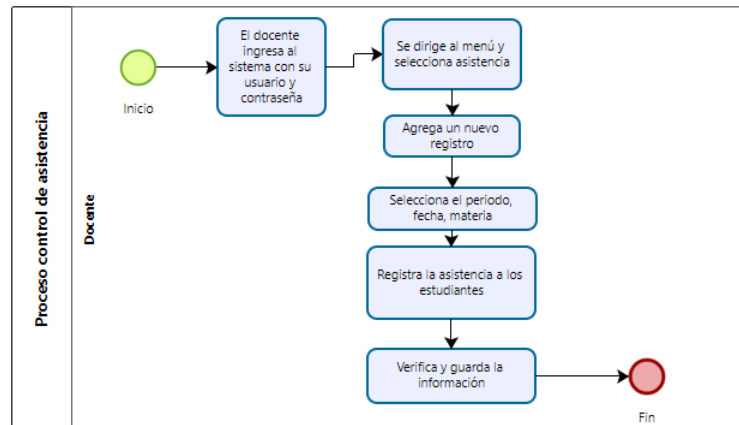 Proceso control de asistencia
Docente
Inicio
El docente
ingresa al
sistema con su
usuario y
contraseña
Se dirige al menú y
selecciona asistencia
Agrega un nuevo
registro
Selecciona el periodo,
fecha, materia
Registra la asistencia a los
estudiantes
Verifica y guarda la
información
Fin